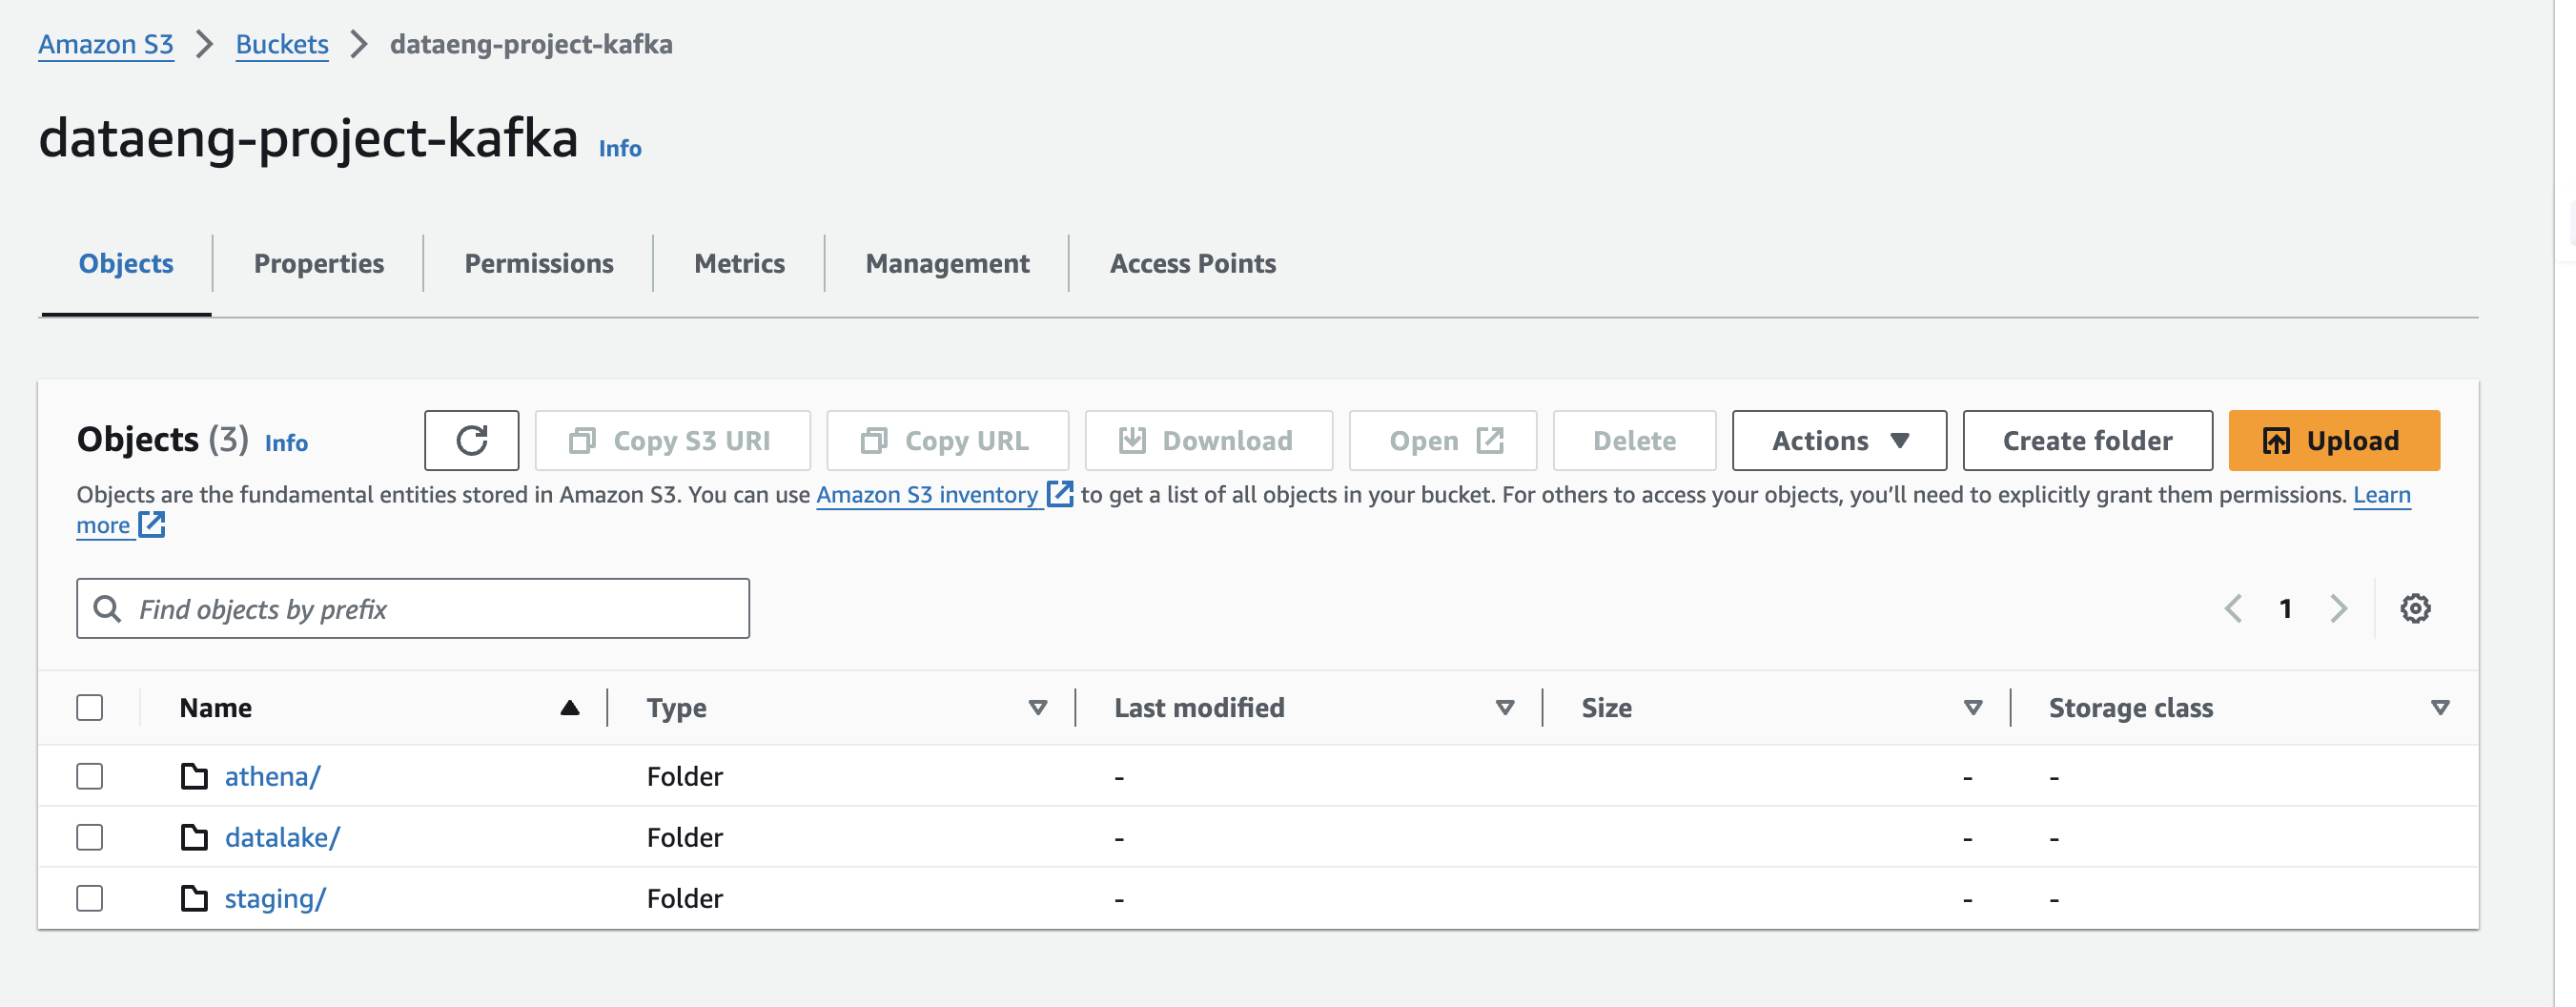 Amazon S3 > Buckets > dataeng-project-kafka
dataeng-project-kafka Info
Objects Properties Permissions Metrics Management Access Points
Objects (3) Info Copy S3 URI Copy URL Download Open Delete Actions Create folder Upload
Objects are the fundamental entities stored in Amazon S3. You can use Amazon S3 inventory to get a list of all objects in your bucket. For others to access your objects, you’ll need to explicitly grant them permissions. Learn
more
Find objects by prefix 1
Name Type Last modified Size Storage class
athena/ Folder - - -
datalake/ Folder - - -
staging/ Folder - - -